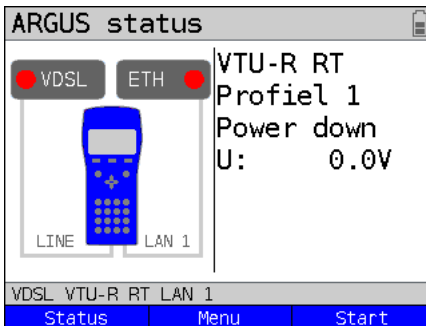 ARGUS status
VDSL
ETH
LINE
LAN 1
VTU-R RT
Profiel 1
Power down
U: 0.0V
VDSL VTU-R RT LAN 1
Status Menu Start